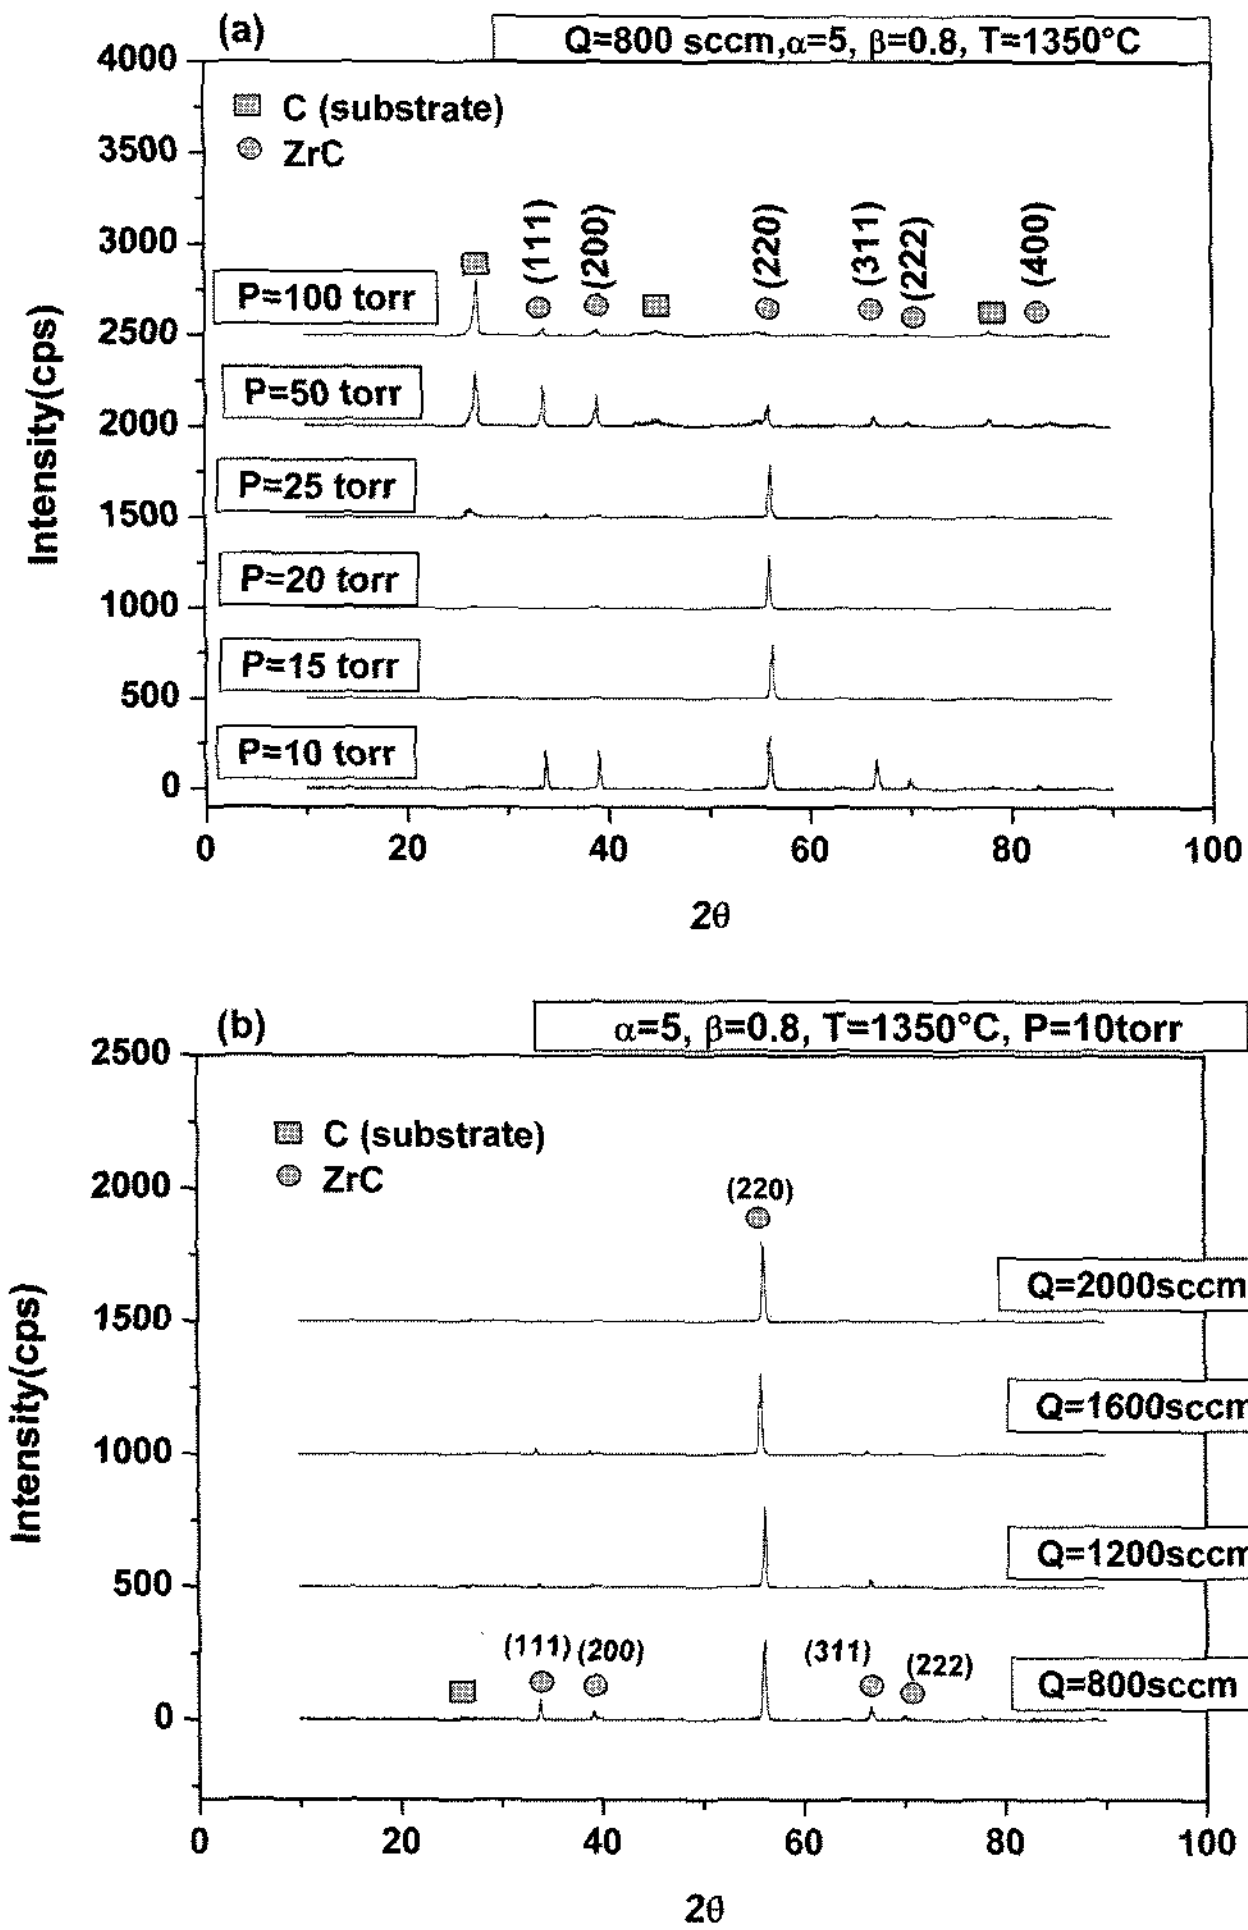 (a)
Q=800 sccm,α=5, β=0.8, T=1350°C
4000
C (substrate)
3500
ZrC
3000
(111)
(200)
(220)
(311)
(222)
(400)
P=100 torr
2500
P=50 torr
2000
P=25 torr
1500
P=20 torr
1000
P=15 torr
500
P=10 torr
0
Intensity(cps)
0 20 40 60 80 100
2θ
(b)
α=5, β=0.8, T=1350°C, P=10torr
2500
C (substrate)
ZrC
2000
(220)
Q=2000sccm
1500
Q=1600sccm
1000
Q=1200sccm
500
(111) (200) (311) (222)
Q=800sccm
0
Intensity(cps)
0 20 40 60 80 100
2θ